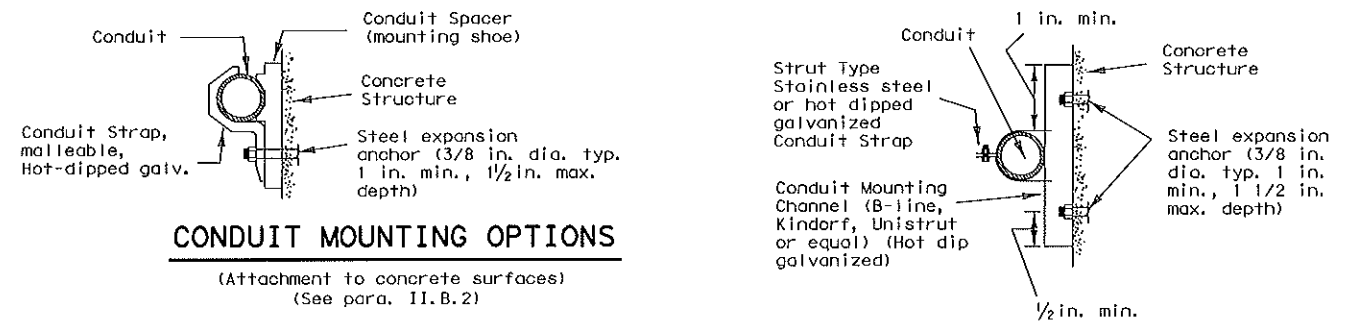 Conduit
Conduit Spacer
(mounting shoe)
Concrete
Structure
Conduit Strap,
malleable,
Hot-dipped galv.
Steel expansion
anchor (3/8 in. dia. typ.
1 in. min., 1½in. max.
depth)
CONDUIT MOUNTING OPTIONS
(Attachment to concrete surfaces)
(See para. II.B.2)
1 in. min.
Conduit
Concrete
Structure
Strut Type
Stainless steel
or hot dipped
galvanized
Conduit Strap
Steel expansion
anchor (3/8 in.
dia. typ. 1 in.
min., 1 1/2 in.
max. depth)
Conduit Mounting
Channel (B-line,
Kindorf, Unistrut
or equal) (Hot dip
galvanized)
½in. min.